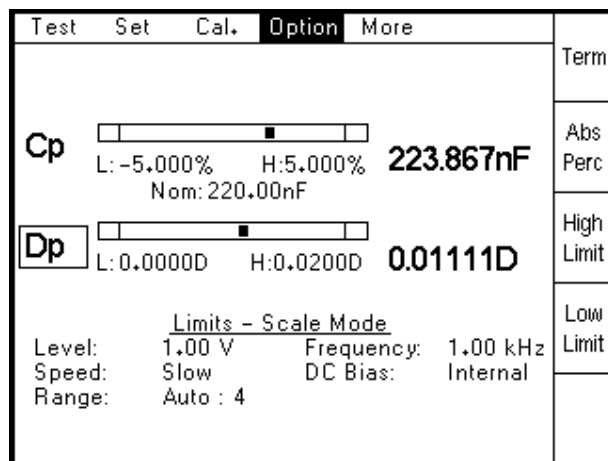 Test Set Cal. Option More
Term
Abs
Perc
High
Limit
Low
Limit
Cp
L:-5.000% H:5.000% 223.867nF
Nom:220.00nF
Dp
L:0.0000D H:0.0200D 0.01111D
Limits - Scale Mode
Level: 1.00 V Frequency: 1.00 kHz
Speed: Slow DC Bias: Internal
Range: Auto : 4